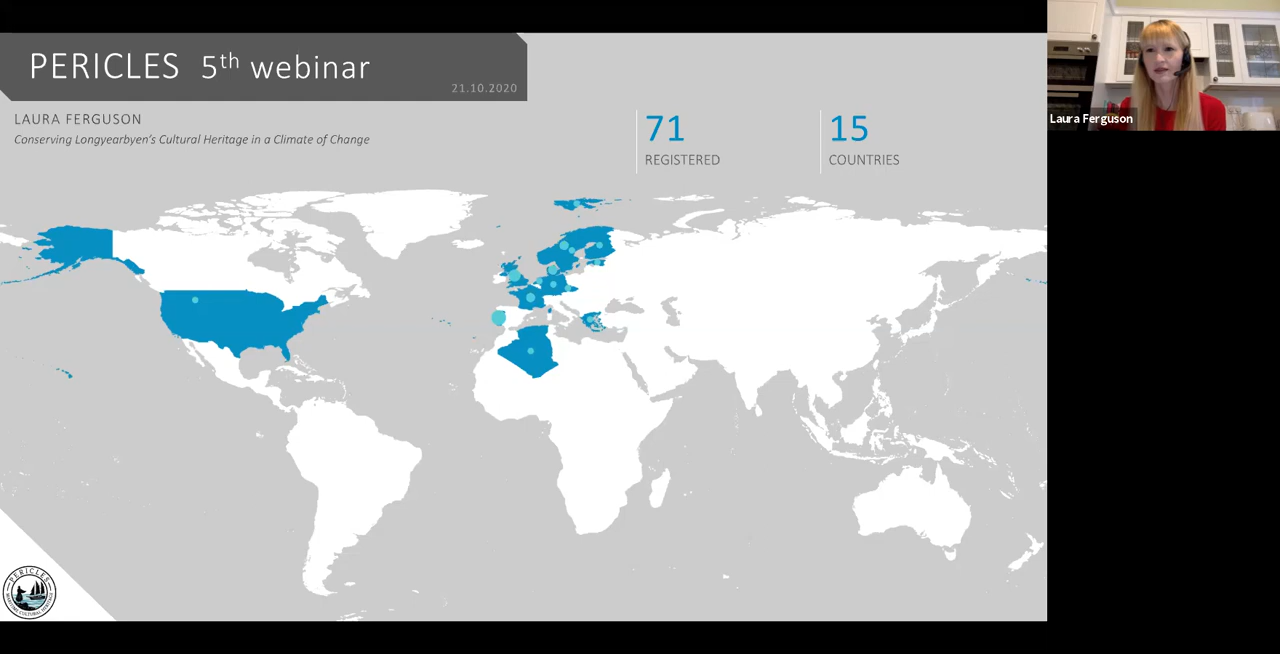 PERICLES 5th webinar
21.10.2020
LAURA FERGUSON
Conserving Longyearbyen's Cultural Heritage in a Climate of Change
71
REGISTERED
15
COUNTRIES
Laura Ferguson
PERICLES